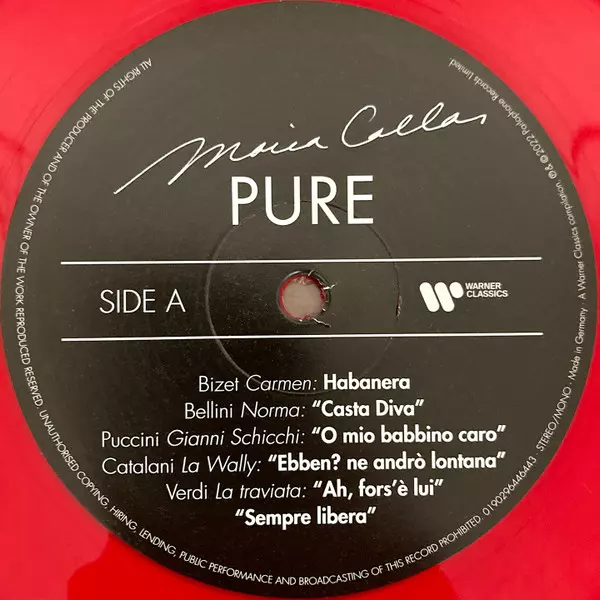 Maria Callas
PURE
SIDE A
WARNER
CLASSICS
Bizet Carmen: Habanera
Bellini Norma: “Casta Diva”
Puccini Gianni Schicchi: “O mio babbino caro”
Catalani La Wally: “Ebben? ne andrò lontana”
Verdi La traviata: “Ah, fors’è lui”
“Sempre libera”
ALL RIGHTS OF THE PRODUCER AND OF THE OWNER OF THE WORK REPRODUCED RESERVED. UNAUTHORISED COPYING, HIRING, LENDING, PUBLIC PERFORMANCE AND BROADCASTING OF THIS RECORD PROHIBITED. 0190296446443 · STEREO/MONO · Made in Germany · A Warner Classics compilation ℗ & © 2022 Parlophone Records Limited.